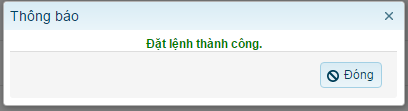 Thông báo
Đặt lệnh thành công.
Đóng